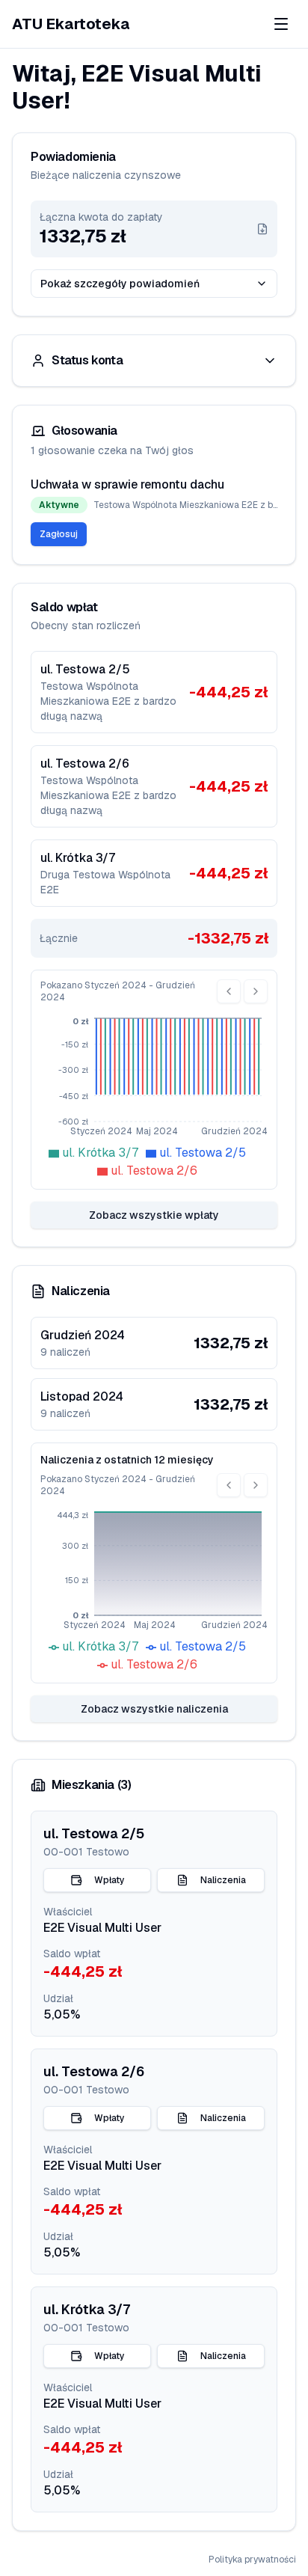 ATU Ekartoteka
Witaj, E2E Visual Multi
User!
Powiadomienia
Bieżące naliczenia czynszowe
Łączna kwota do zapłaty
1332,75 zł
Pokaż szczegóły powiadomień
Status konta
Głosowania
1 głosowanie czeka na Twój głos
Uchwała w sprawie remontu dachu
Aktywne Testowa Wspólnota Mieszkaniowa E2E z b...
Zagłosuj
Saldo wpłat
Obecny stan rozliczeń
ul. Testowa 2/5
Testowa Wspólnota
Mieszkaniowa E2E z bardzo
długą nazwą
-444,25 zł
ul. Testowa 2/6
Testowa Wspólnota
Mieszkaniowa E2E z bardzo
długą nazwą
-444,25 zł
ul. Krótka 3/7
Druga Testowa Wspólnota
E2E
-444,25 zł
Łącznie -1332,75 zł
Pokazano Styczeń 2024 - Grudzień
2024
0 zł
-150 zł
-300 zł
-450 zł
-600 zł
Styczeń 2024 Maj 2024 Grudzień 2024
ul. Krótka 3/7 ul. Testowa 2/5
ul. Testowa 2/6
Zobacz wszystkie wpłaty
Naliczenia
Grudzień 2024
9 naliczeń
1332,75 zł
Listopad 2024
9 naliczeń
1332,75 zł
Naliczenia z ostatnich 12 miesięcy
Pokazano Styczeń 2024 - Grudzień
2024
444,3 zł
300 zł
150 zł
0 zł
Styczeń 2024 Maj 2024 Grudzień 2024
ul. Krótka 3/7 ul. Testowa 2/5
ul. Testowa 2/6
Zobacz wszystkie naliczenia
Mieszkania (3)
ul. Testowa 2/5
00-001 Testowo
Wpłaty Naliczenia
Właściciel
E2E Visual Multi User
Saldo wpłat
-444,25 zł
Udział
5,05%
ul. Testowa 2/6
00-001 Testowo
Wpłaty Naliczenia
Właściciel
E2E Visual Multi User
Saldo wpłat
-444,25 zł
Udział
5,05%
ul. Krótka 3/7
00-001 Testowo
Wpłaty Naliczenia
Właściciel
E2E Visual Multi User
Saldo wpłat
-444,25 zł
Udział
5,05%
Polityka prywatności